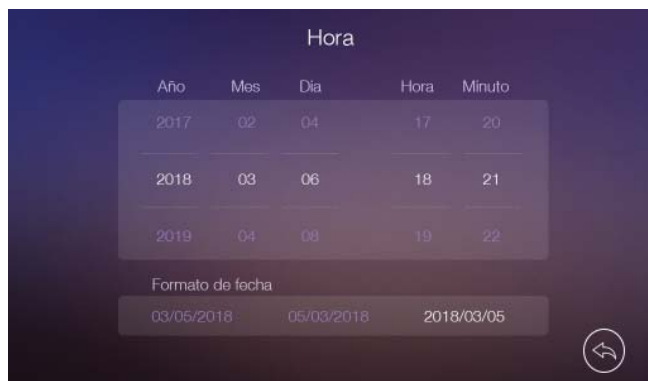 Hora
Año Mes Dia Hora Minuto
2017 02 04 17 20
2018 03 06 18 21
2019 04 08 19 22
Formato de fecha
03/05/2018 05/03/2018 2018/03/05